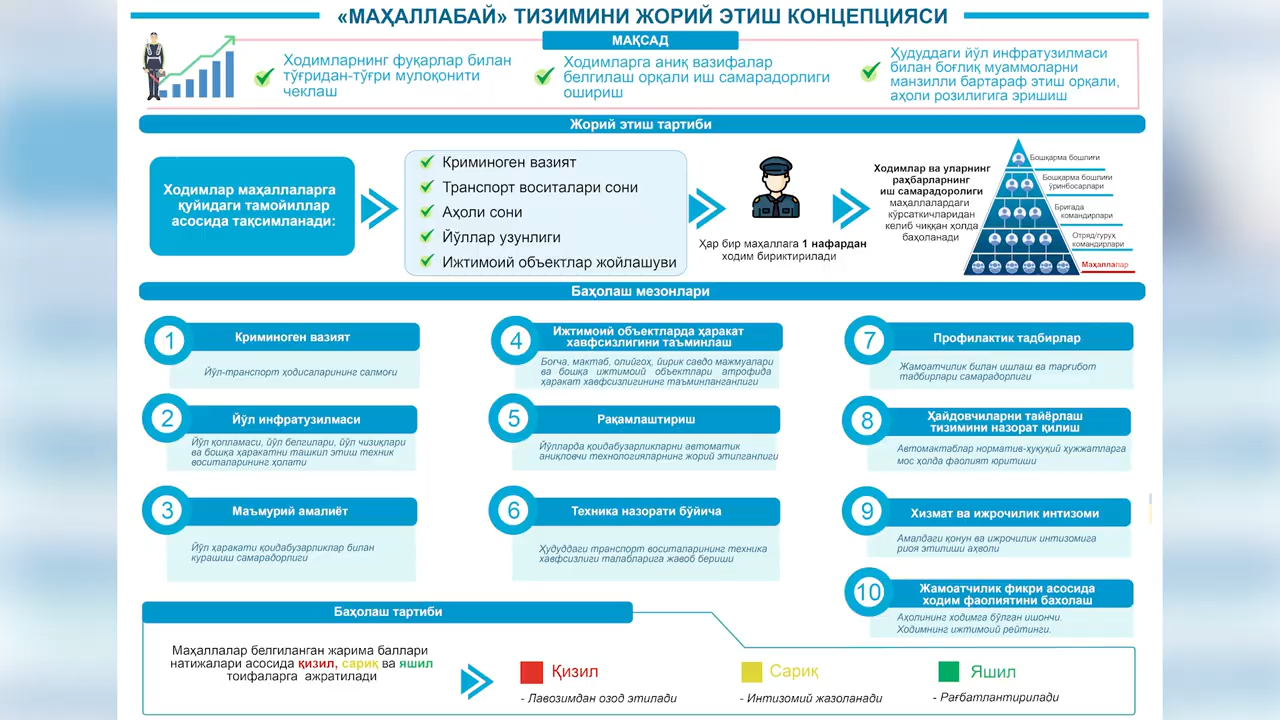 «МАҲАЛЛАБАЙ» ТИЗИМИНИ ЖОРИЙ ЭТИШ КОНЦЕПЦИЯСИ
МАҚСАД
Ходимларнинг фуқарлар билан
тўғридан-тўғри мулоқонити
чеклаш
Ходимларга аниқ вазифалар
белгилаш орқали иш самарадорлиги
ошириш
Ҳудуддаги йўл инфратузилмаси
билан боғлиқ муаммоларни
манзилли бартараф этиш орқали,
аҳоли розилигига эришиш
Жорий этиш тартиби
Ходимлар маҳаллаларга
қуйидаги тамойиллар
асосида тақсимланади:
Криминоген вазият
Транспорт воситалари сони
Аҳоли сони
Йўллар узунлиги
Ижтимоий объектлар жойлашуви
Ҳар бир маҳаллага 1 нафардан
ходим бириктирилади
Ходимлар ва уларнинг
раҳбарларнинг
иш самарадоролиги
маҳаллалардаги
кўрсаткичларидан
келиб чиққан холда
баҳоланади
Бошқарма бошлиғи
Бошқарма бошлиғи
ўринбосарлари
Бригада
командирлари
Отряд/гуруҳ
командирлари
Маҳаллалар
Баҳолаш мезонлари
1
Криминоген вазият
Йўл-транспорт ҳодисаларининг салмоғи
2
Йўл инфратузилмаси
Йўл қопламаси, йўл белгилари, йўл чизиқлари
ва бошқа ҳаракатни ташкил этиш техник
воситаларининг ҳолати
3
Маъмурий амалиёт
Йўл ҳаракати қоидабузарликлар билан
курашиш самарадорлиги
4
Ижтимоий объектларда ҳаракат
хавфсизлигини таъминлаш
Боғча, мактаб, олийгоҳ, йирик савдо мажмуалари
ва бошқа ижтимоий объектлари атрофида
ҳаракат хавфсизлигининг таъминланганлиги
5
Рақамлаштириш
Йўлларда қоидабузарликларни автоматик
аниқловчи технологияларнинг жорий этилганлиги
6
Техника назорати бўйича
Ҳудуддаги транспорт воситаларининг техника
хавфсизлиги талабларига жавоб бериши
7
Профилактик тадбирлар
Жамоатчилик билан ишлаш ва тарғибот
тадбирлари самарадорлиги
8
Ҳайдовчиларни тайёрлаш
тизимини назорат қилиш
Автомактаблар норматив-ҳуқуқий ҳужжатларга
мос ҳолда фаолият юритиши
9
Хизмат ва ижрочилик интизоми
Амалдаги қонун ва ижрочилик интизомига
риоя этилиши аҳволи
10
Жамоатчилик фикри асосида
ходим фаолиятини бахолаш
Аҳолининг ходимга бўлган ишончи.
Ходимнинг ижтимоий рейтинги.
Баҳолаш тартиби
Маҳаллалар белгиланган жарима баллари
натижалари асосида қизил, сариқ ва яшил
тоифаларга ажратилади
Қизил
- Лавозимдан озод этилади
Сариқ
- Интизомий жазоланади
Яшил
- Рағбатлантирилади